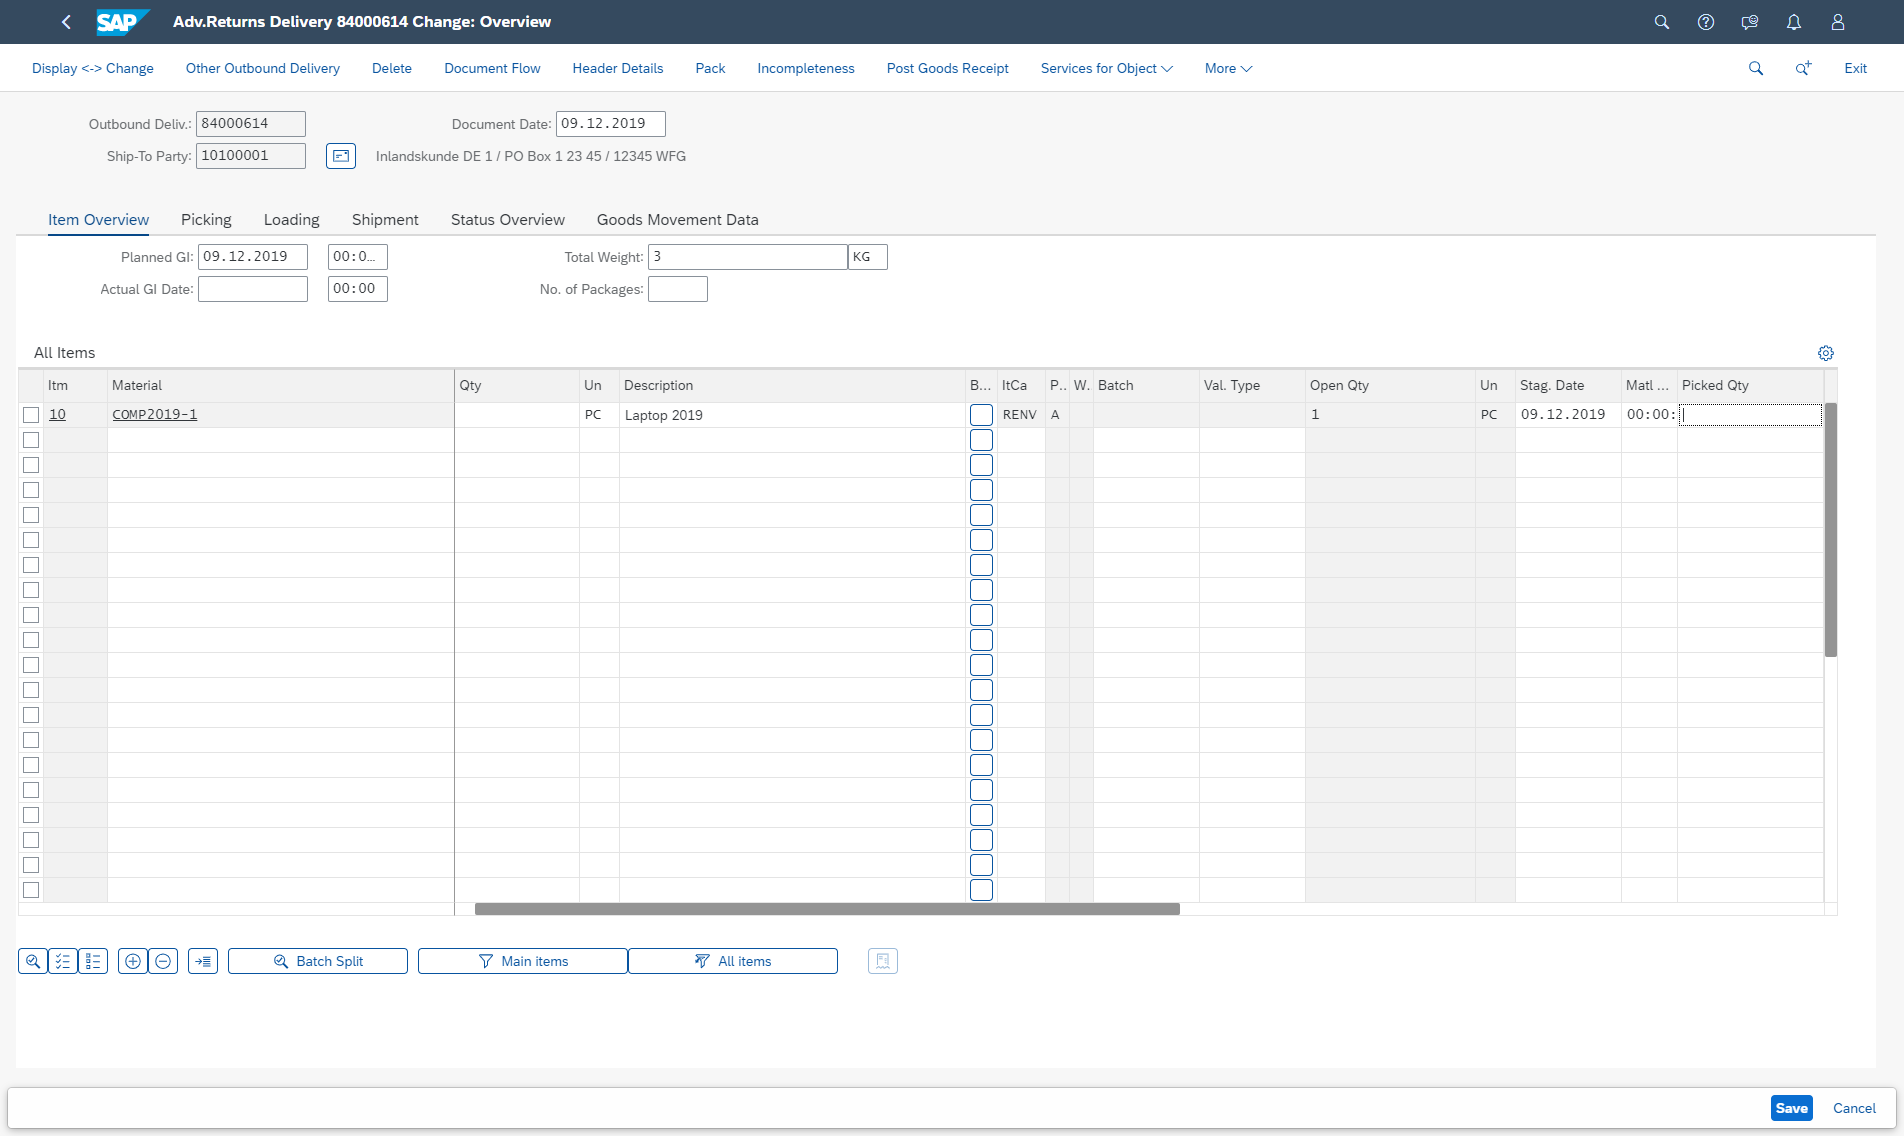 SAP Adv.Returns Delivery 84000614 Change: Overview
Display <-> Change Other Outbound Delivery Delete Document Flow Header Details Pack Incompleteness Post Goods Receipt Services for Object More Exit
Outbound Deliv.: 84000614 Document Date: 09.12.2019
Ship-To Party: 10100001 Inlandskunde DE 1 / PO Box 1 23 45 / 12345 WFG
Item Overview Picking Loading Shipment Status Overview Goods Movement Data
Planned GI: 09.12.2019 00:0... Total Weight: 3 KG
Actual GI Date: 00:00 No. of Packages:
All Items
Itm Material Qty Un Description B... ItCa P.. W. Batch Val. Type Open Qty Un Stag. Date Matl ... Picked Qty
10 COMP2019-1 PC Laptop 2019 RENV A 1 PC 09.12.2019 00:00:
Batch Split Main items All items
Save Cancel